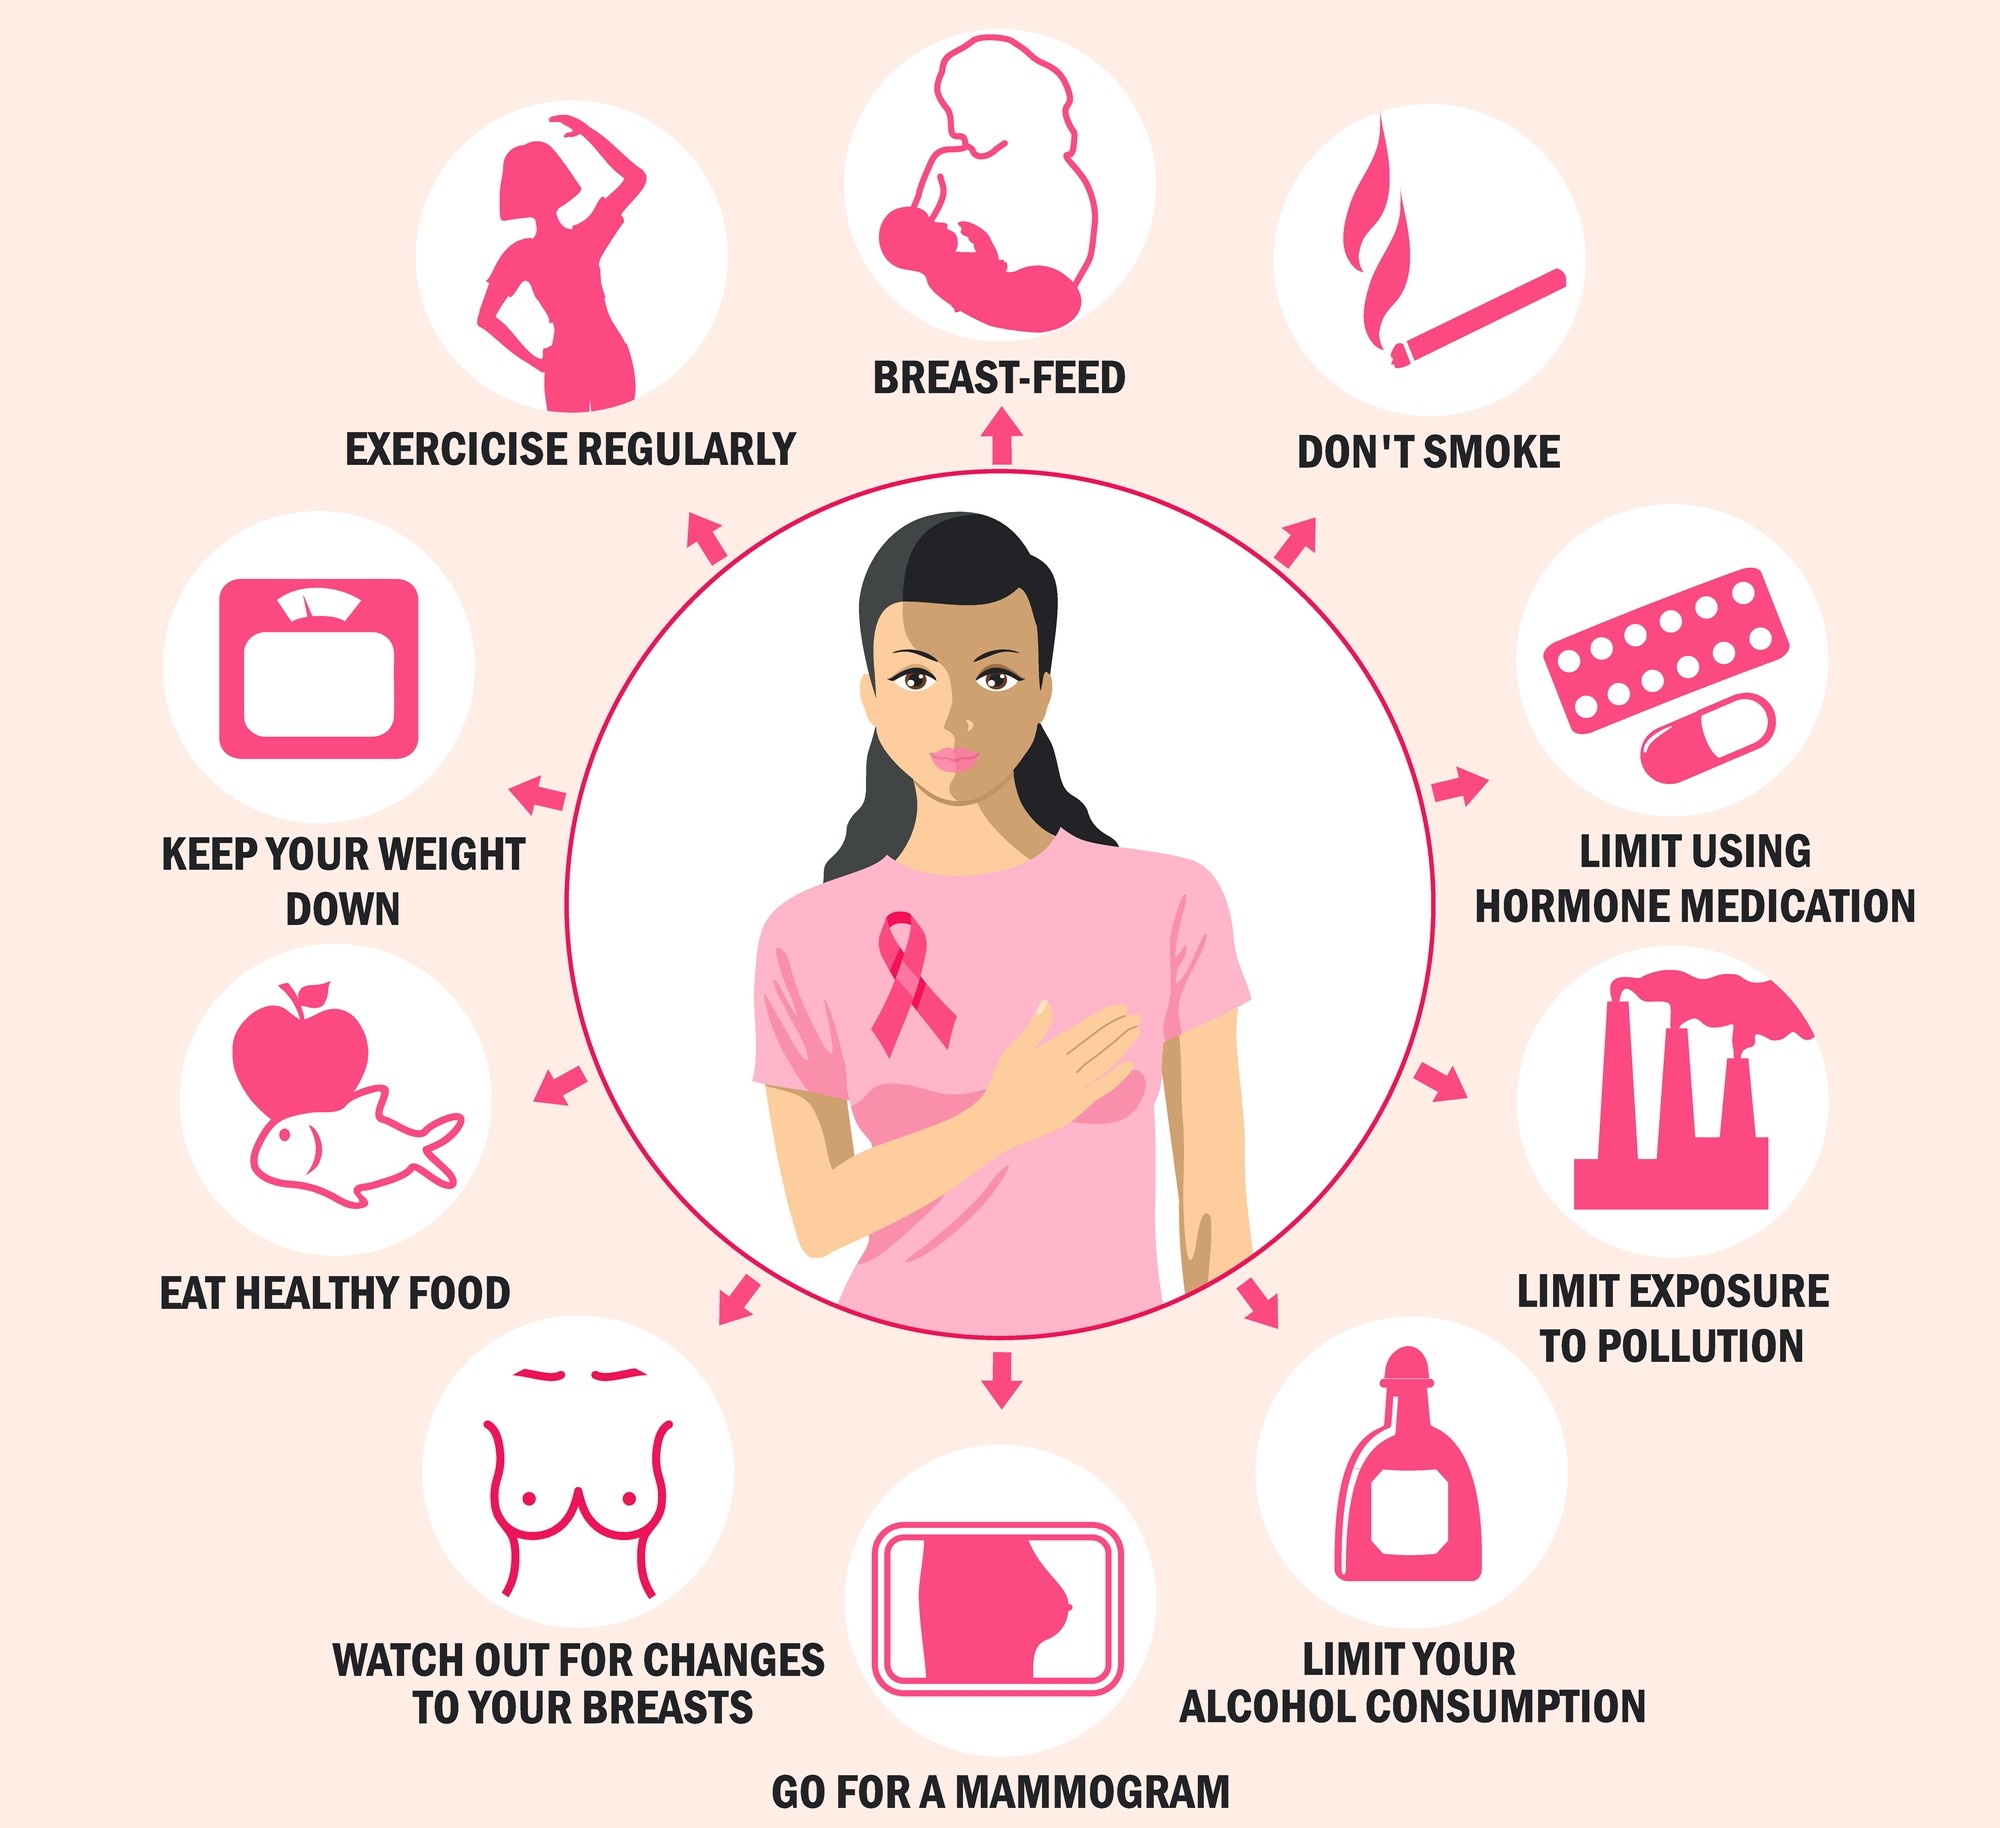 BREAST-FEED
EXERCICISE REGULARLY
DON'T SMOKE
KEEP YOUR WEIGHT
DOWN
LIMIT USING
HORMONE MEDICATION
EAT HEALTHY FOOD
LIMIT EXPOSURE
TO POLLUTION
WATCH OUT FOR CHANGES
TO YOUR BREASTS
LIMIT YOUR
ALCOHOL CONSUMPTION
GO FOR A MAMMOGRAM